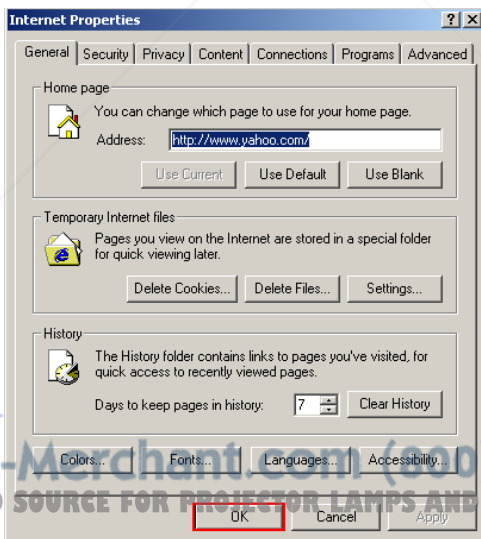 Internet Properties
General Security Privacy Content Connections Programs Advanced
Home page
You can change which page to use for your home page.
Address: http://www.yahoo.com/
Use Current Use Default Use Blank
Temporary Internet files
Pages you view on the Internet are stored in a special folder
for quick viewing later.
Delete Cookies... Delete Files... Settings...
History
The History folder contains links to pages you've visited, for
quick access to recently viewed pages.
Days to keep pages in history: 7 Clear History
-Merchant.com (800
Colors... Fonts... Languages... Accessibility...
SOURCE FOR PROJECTOR LAMPS AND
OK Cancel Apply